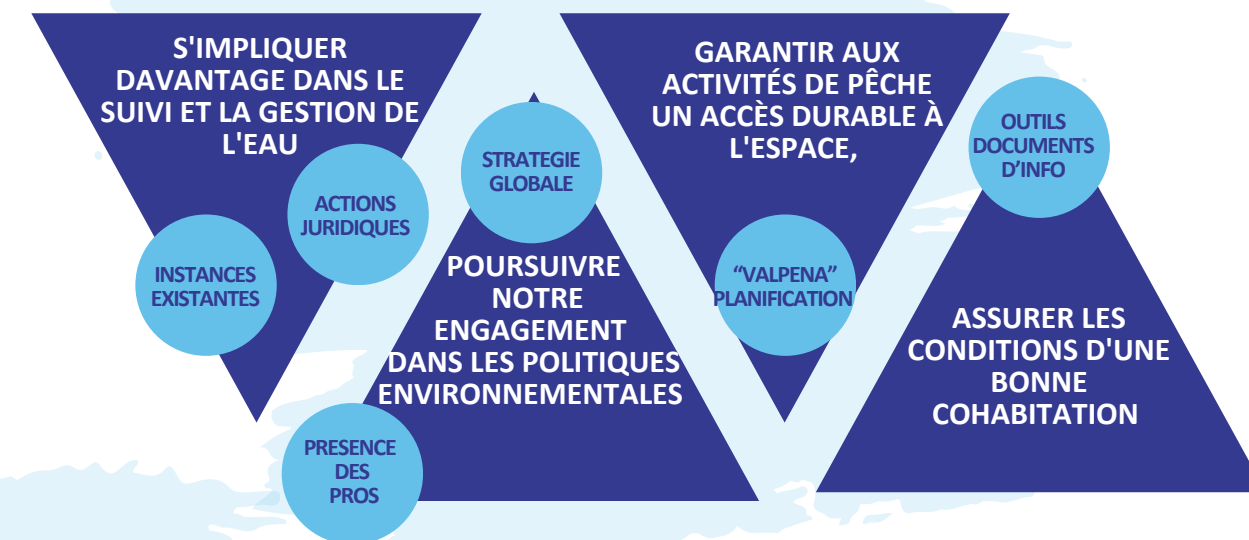 S'IMPLIQUER
DAVANTAGE DANS LE
SUIVI ET LA GESTION DE
L'EAU
ACTIONS
JURIDIQUES
INSTANCES
EXISTANTES
STRATEGIE
GLOBALE
POURSUIVRE
NOTRE
ENGAGEMENT
DANS LES POLITIQUES
ENVIRONNEMENTALES
PRESENCE
DES
PROS
GARANTIR AUX
ACTIVITÉS DE PÊCHE
UN ACCÈS DURABLE À
L'ESPACE,
“VALPENA”
PLANIFICATION
OUTILS
DOCUMENTS
D’INFO
ASSURER LES
CONDITIONS D'UNE
BONNE
COHABITATION